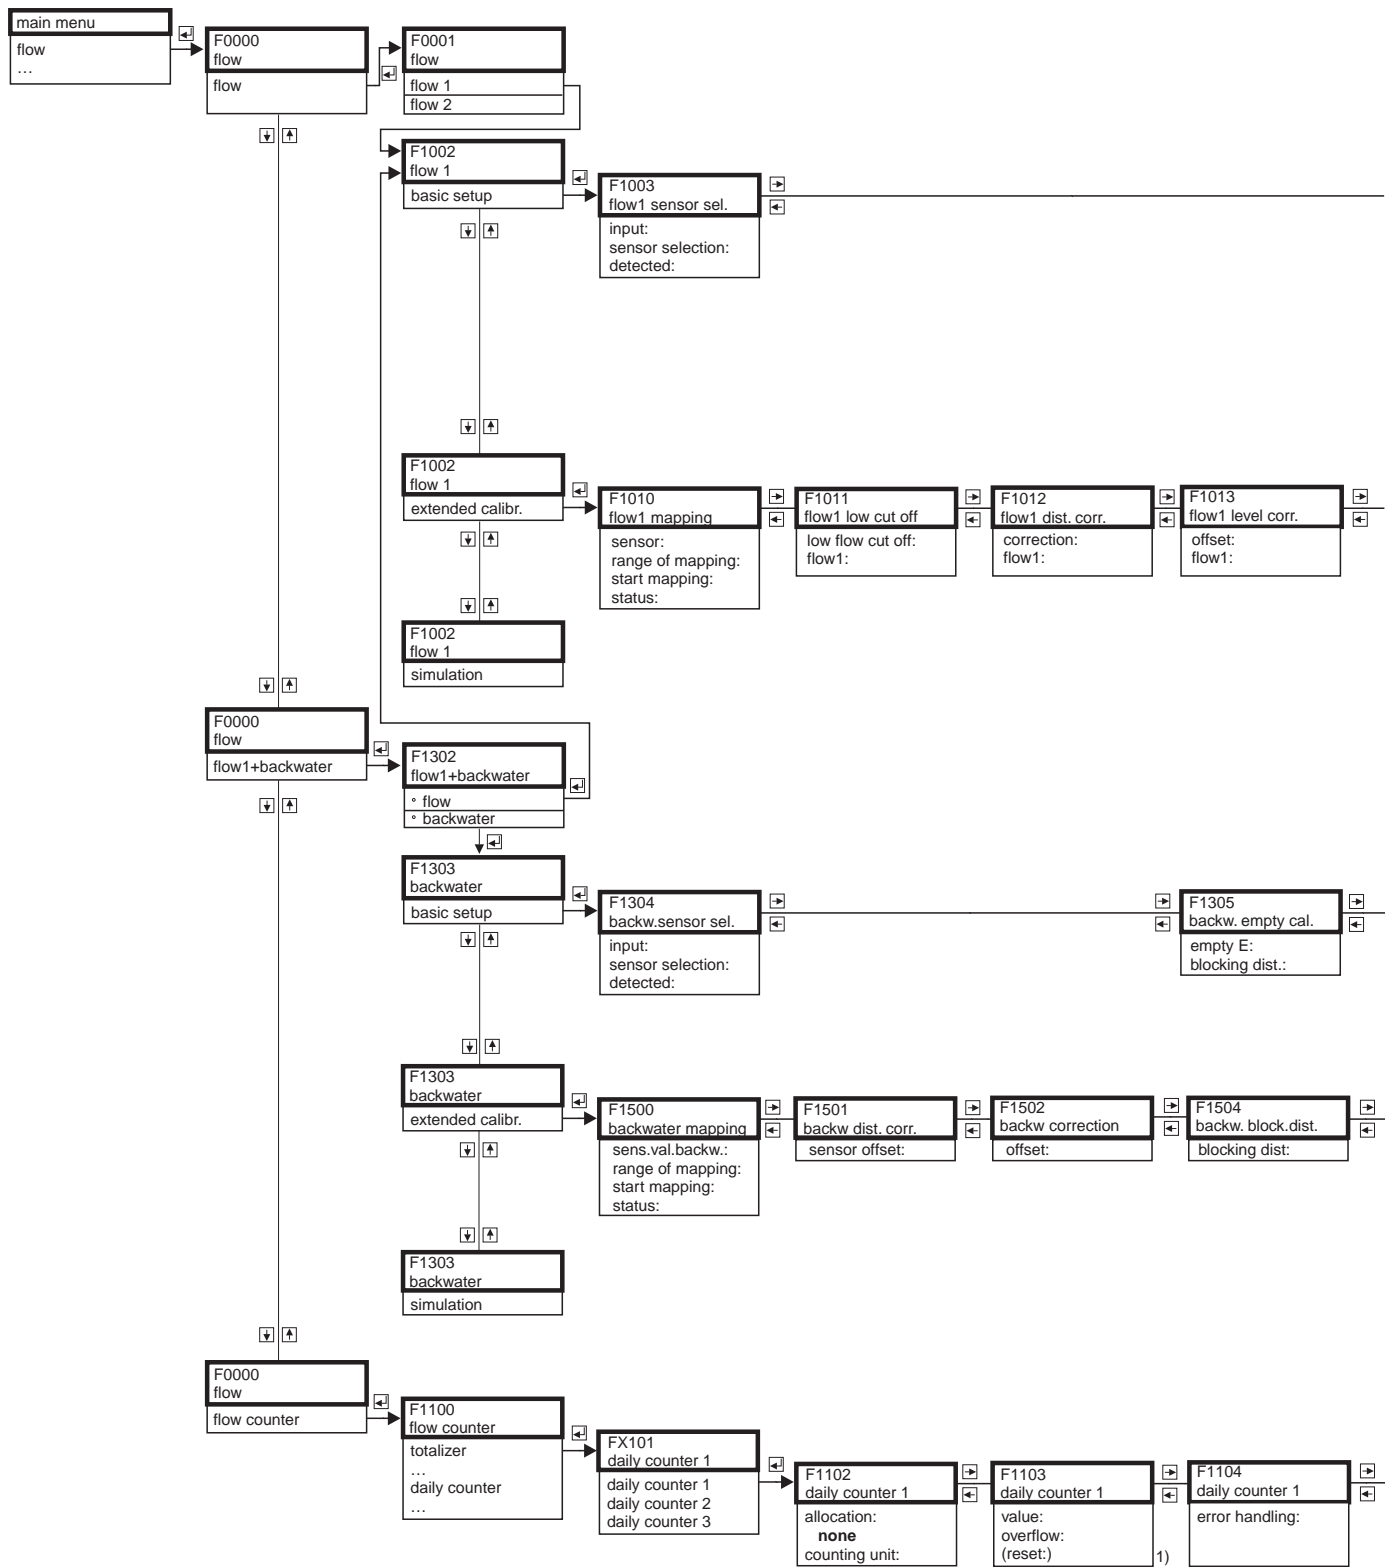 main menu
flow
…
F0000
flow
flow
F0001
flow
flow 1
flow 2
F1002
flow 1
basic setup
F1003
flow1 sensor sel.
input:
sensor selection:
detected:
F1002
flow 1
extended calibr.
F1010
flow1 mapping
sensor:
range of mapping:
start mapping:
status:
F1011
flow1 low cut off
low flow cut off:
flow1:
F1012
flow1 dist. corr.
correction:
flow1:
F1013
flow1 level corr.
offset:
flow1:
F1002
flow 1
simulation
F0000
flow
flow1+backwater
F1302
flow1+backwater
° flow
° backwater
F1303
backwater
basic setup
F1304
backw.sensor sel.
input:
sensor selection:
detected:
F1305
backw. empty cal.
empty E:
blocking dist.:
F1303
backwater
extended calibr.
F1500
backwater mapping
sens.val.backw.:
range of mapping:
start mapping:
status:
F1501
backw dist. corr.
sensor offset:
F1502
backw correction
offset:
F1504
backw. block.dist.
blocking dist:
F1303
backwater
simulation
F0000
flow
flow counter
F1100
flow counter
totalizer
…
daily counter
…
FX101
daily counter 1
daily counter 1
daily counter 2
daily counter 3
F1102
daily counter 1
allocation:
none
counting unit:
F1103
daily counter 1
value:
overflow:
(reset:)
1)
F1104
daily counter 1
error handling: